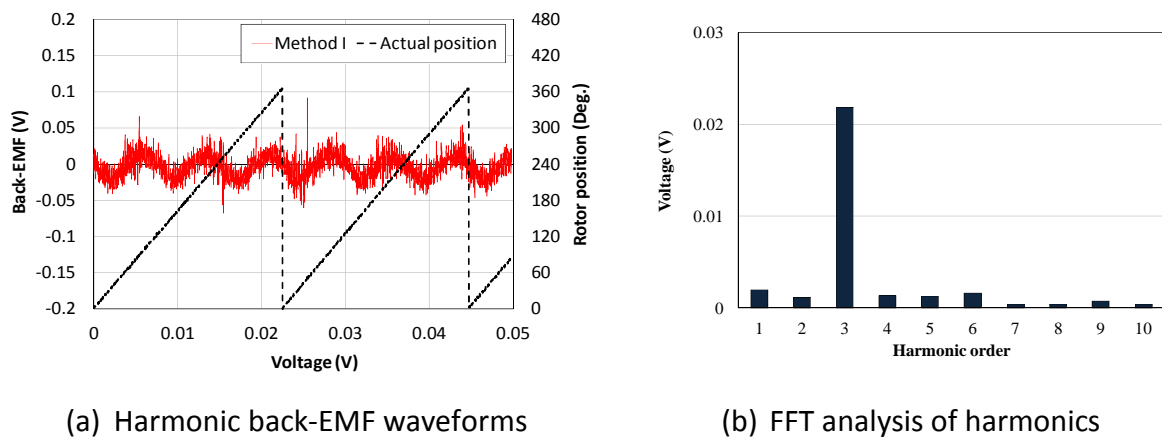 0.2
0.15
0.1
0.05
0
-0.05
-0.1
-0.15
-0.2
Back-EMF (V)
Method I
Actual position
480
420
360
300
240
180
120
60
0
Rotor position (Deg.)
0 0.01 0.02 0.03 0.04 0.05
Voltage (V)
(a) Harmonic back-EMF waveforms
0.03
0.02
0.01
0
Voltage (V)
1 2 3 4 5 6 7 8 9 10
Harmonic order
(b) FFT analysis of harmonics